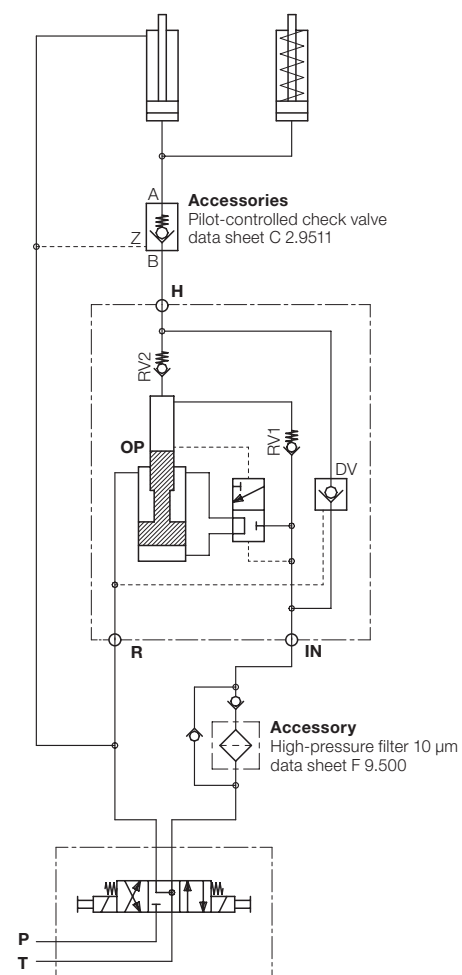 A
Accessories
Pilot-controlled check valve
Z
data sheet C 2.9511
B
H
RV2
OP
RV1
DV
R
IN
Accessory
High-pressure filter 10 µm
data sheet F 9.500
P
T